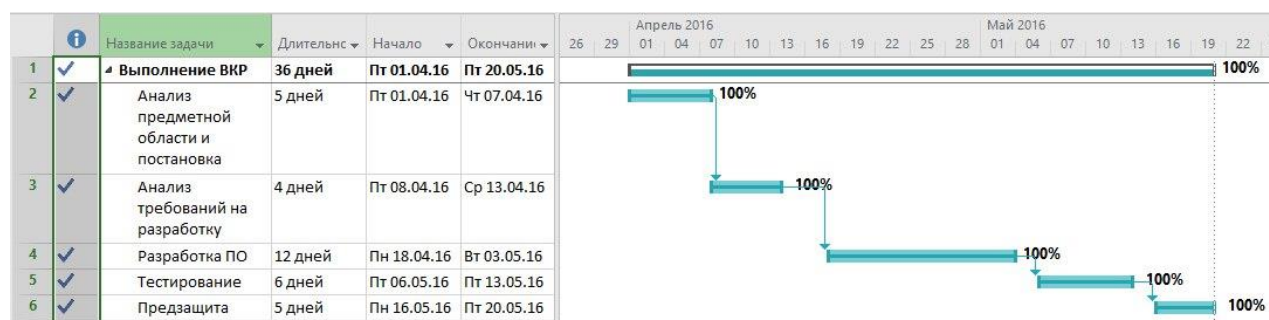 Апрель 2016 Май 2016
Название задачи Длительнс Начало Окончани 26 29 01 04 07 10 13 16 19 22 25 28 01 04 07 10 13 16 19 22
1 Выполнение ВКР 36 дней Пт 01.04.16 Пт 20.05.16 100%
2 Анализ 5 дней Пт 01.04.16 Чт 07.04.16 100%
предметной
области и
постановка
3 Анализ 4 дней Пт 08.04.16 Ср 13.04.16 100%
требований на
разработку
4 Разработка ПО 12 дней Пн 18.04.16 Вт 03.05.16 100%
5 Тестирование 6 дней Пт 06.05.16 Пт 13.05.16 100%
6 Предзащита 5 дней Пн 16.05.16 Пт 20.05.16 100%